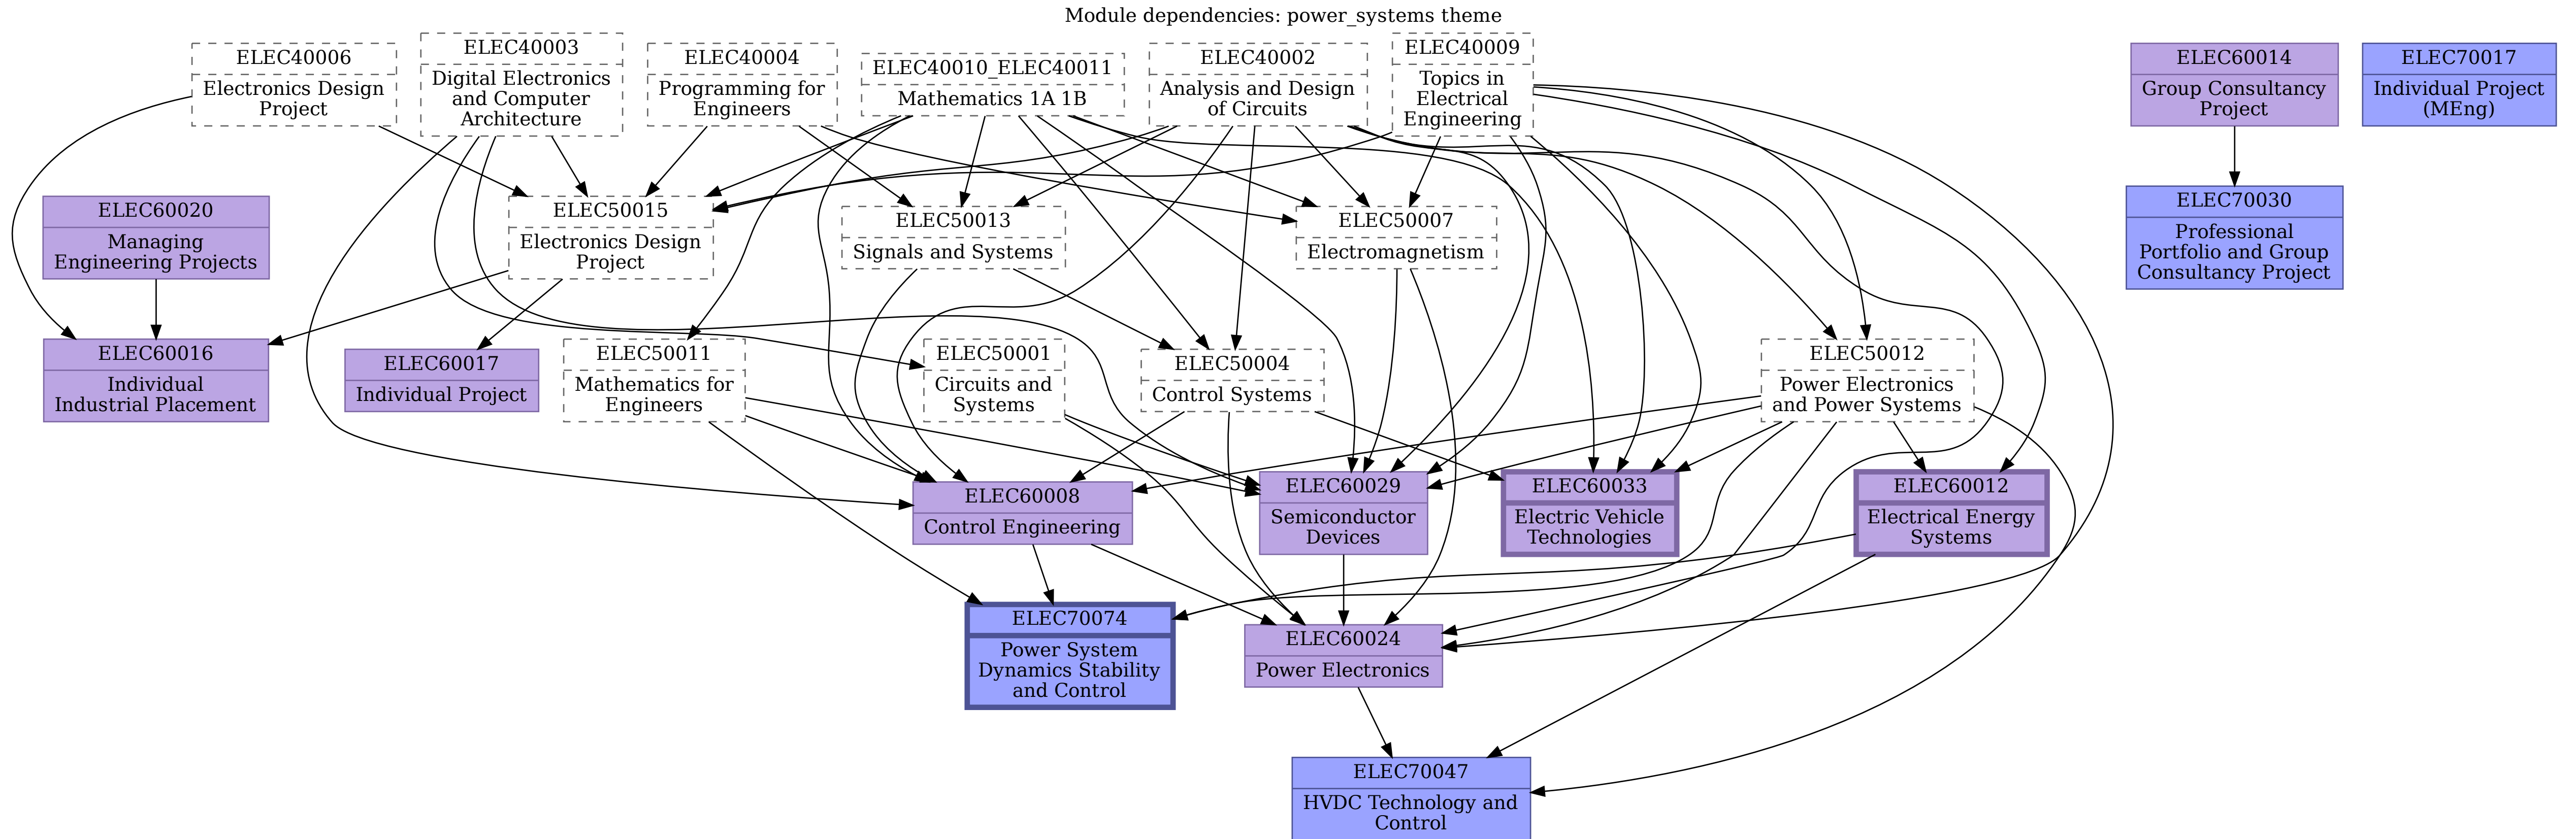 Module dependencies: power_systems theme
ELEC40006
Electronics Design
Project
ELEC40003
Digital Electronics
and Computer
Architecture
ELEC40004
Programming for
Engineers
ELEC40010_ELEC40011
Mathematics 1A 1B
ELEC40002
Analysis and Design
of Circuits
ELEC40009
Topics in
Electrical
Engineering
ELEC60014
Group Consultancy
Project
ELEC70017
Individual Project
(MEng)
ELEC60020
Managing
Engineering Projects
ELEC50015
Electronics Design
Project
ELEC50013
Signals and Systems
ELEC50007
Electromagnetism
ELEC70030
Professional
Portfolio and Group
Consultancy Project
ELEC60016
Individual
Industrial Placement
ELEC60017
Individual Project
ELEC50011
Mathematics for
Engineers
ELEC50001
Circuits and
Systems
ELEC50004
Control Systems
ELEC50012
Power Electronics
and Power Systems
ELEC60008
Control Engineering
ELEC60029
Semiconductor
Devices
ELEC60033
Electric Vehicle
Technologies
ELEC60012
Electrical Energy
Systems
ELEC70074
Power System
Dynamics Stability
and Control
ELEC60024
Power Electronics
ELEC70047
HVDC Technology and
Control